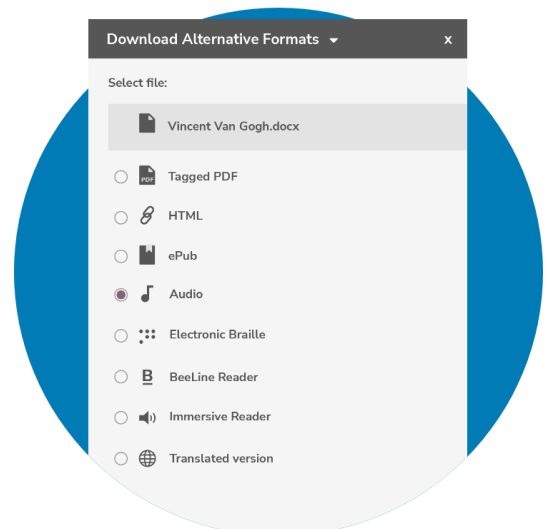 Download Alternative Formats
x
Select file:
Vincent Van Gogh.docx
PDF
Tagged PDF
HTML
ePub
Audio
Electronic Braille
B
BeeLine Reader
Immersive Reader
Translated version